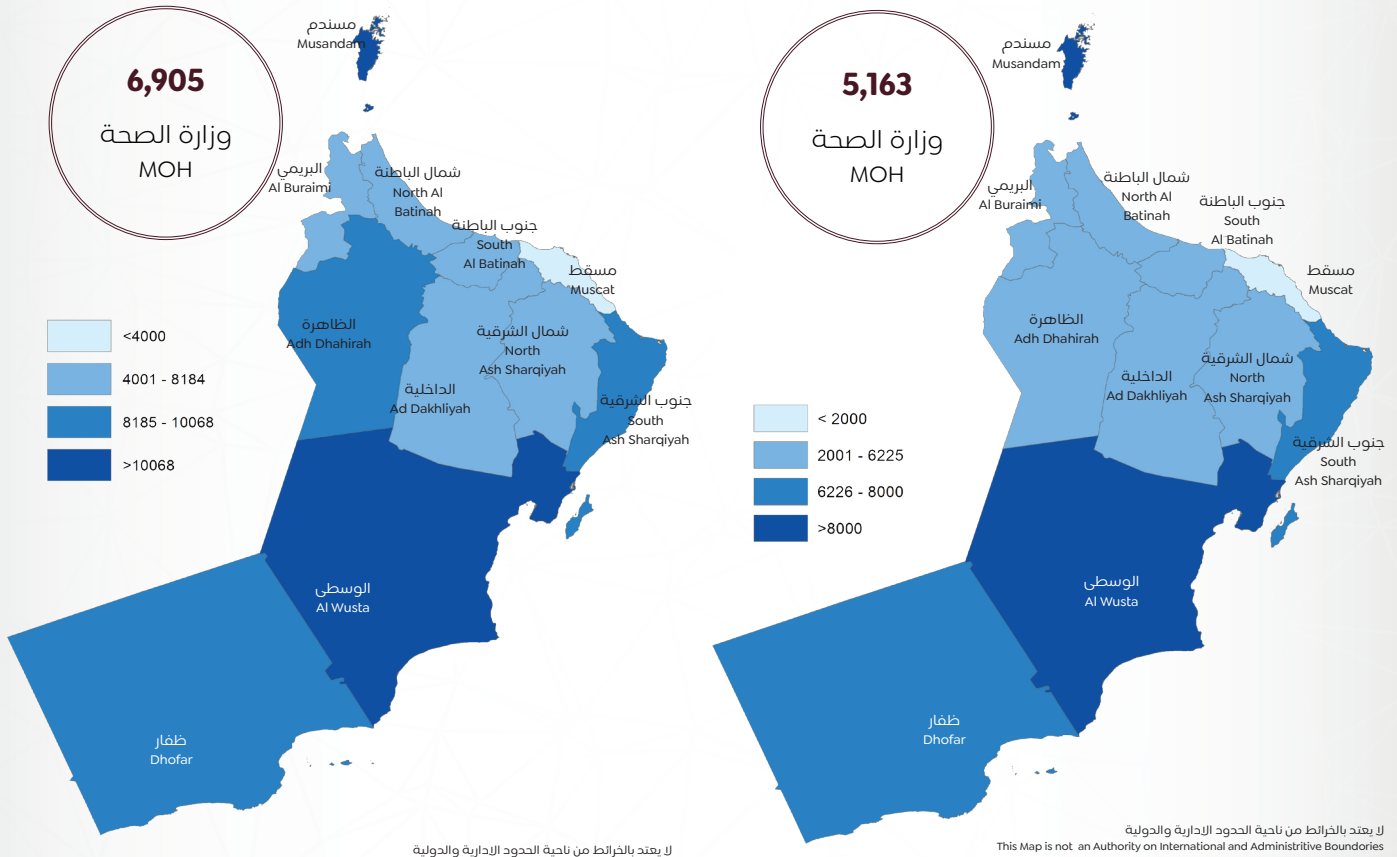 6,905
وزارة الصحة
MOH
مسندم
Musandam
البريمي
Al Buraimi
شمال الباطنة
North Al
Batinah
جنوب الباطنة
South
Al Batinah
مسقط
Muscat
الظاهرة
Adh Dhahirah
شمال الشرقية
North
Ash Sharqiyah
الداخلية
Ad Dakhliyah
جنوب الشرقية
South
Ash Sharqiyah
الوسطى
Al Wusta
ظفار
Dhofar
<4000
4001 - 8184
8185 - 10068
>10068
لا يعتد بالخرائط من ناحية الحدود الادارية والدولية
5,163
وزارة الصحة
MOH
مسندم
Musandam
البريمي
Al Buraimi
شمال الباطنة
North Al
Batinah
جنوب الباطنة
South
Al Batinah
مسقط
Muscat
الظاهرة
Adh Dhahirah
شمال الشرقية
North
Ash Sharqiyah
الداخلية
Ad Dakhliyah
جنوب الشرقية
South
Ash Sharqiyah
الوسطى
Al Wusta
ظفار
Dhofar
< 2000
2001 - 6225
6226 - 8000
>8000
لا يعتد بالخرائط من ناحية الحدود الادارية والدولية
This Map is not an Authority on International and Administritive Boundories